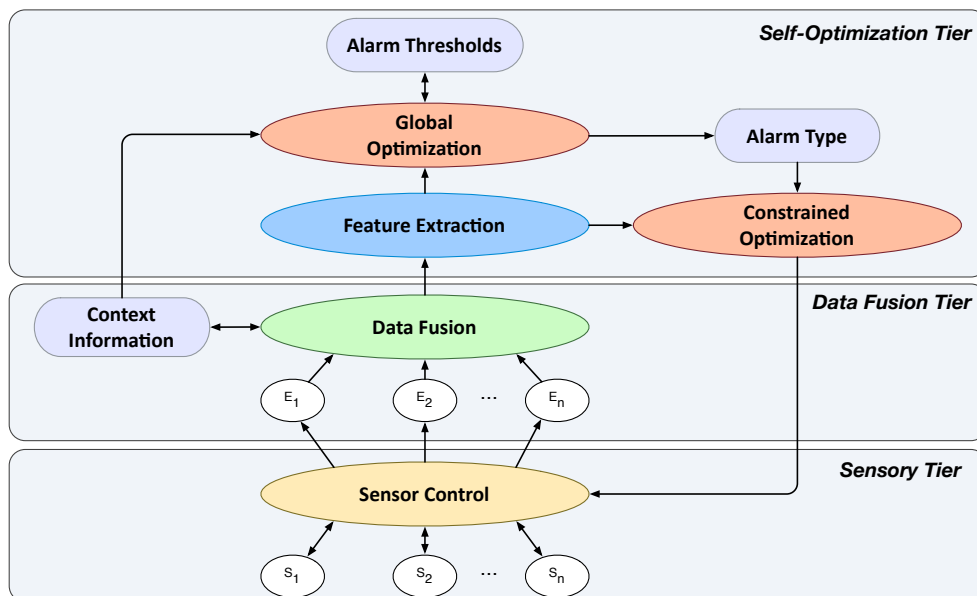 Self-Optimization Tier
Alarm Thresholds
Global
Optimization
Alarm Type
Feature Extraction
Constrained
Optimization
Data Fusion Tier
Context
Information
Data Fusion
E1
E2
...
En
Sensory Tier
Sensor Control
S1
S2
...
Sn